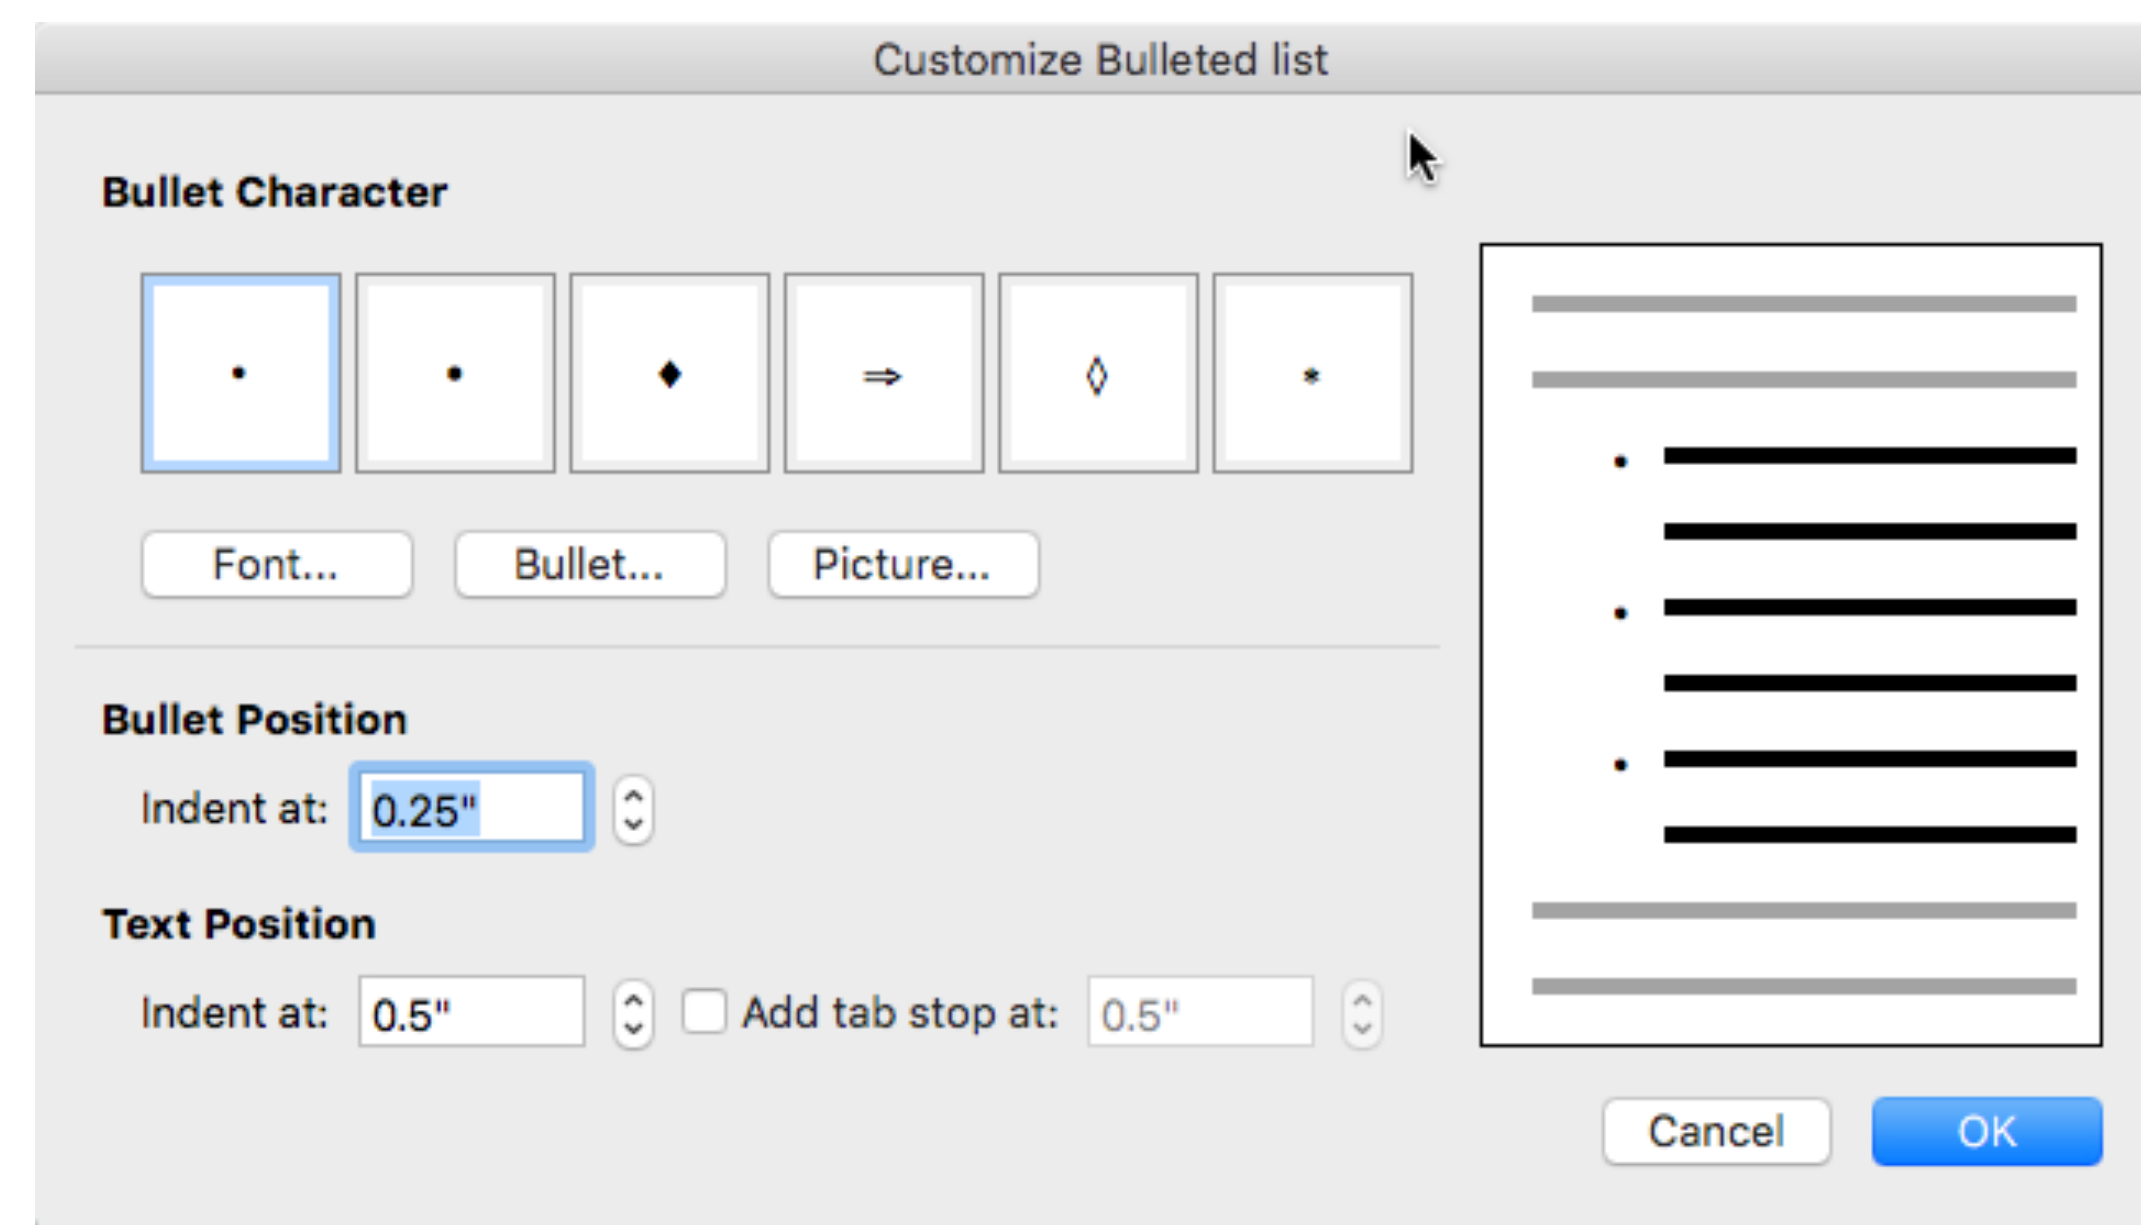 Customize Bulleted list
Bullet Character
• • ♦ ⇒ ◊ *
Font... Bullet... Picture...
Bullet Position
Indent at: 0.25"
Text Position
Indent at: 0.5" Add tab stop at: 0.5"
Cancel OK